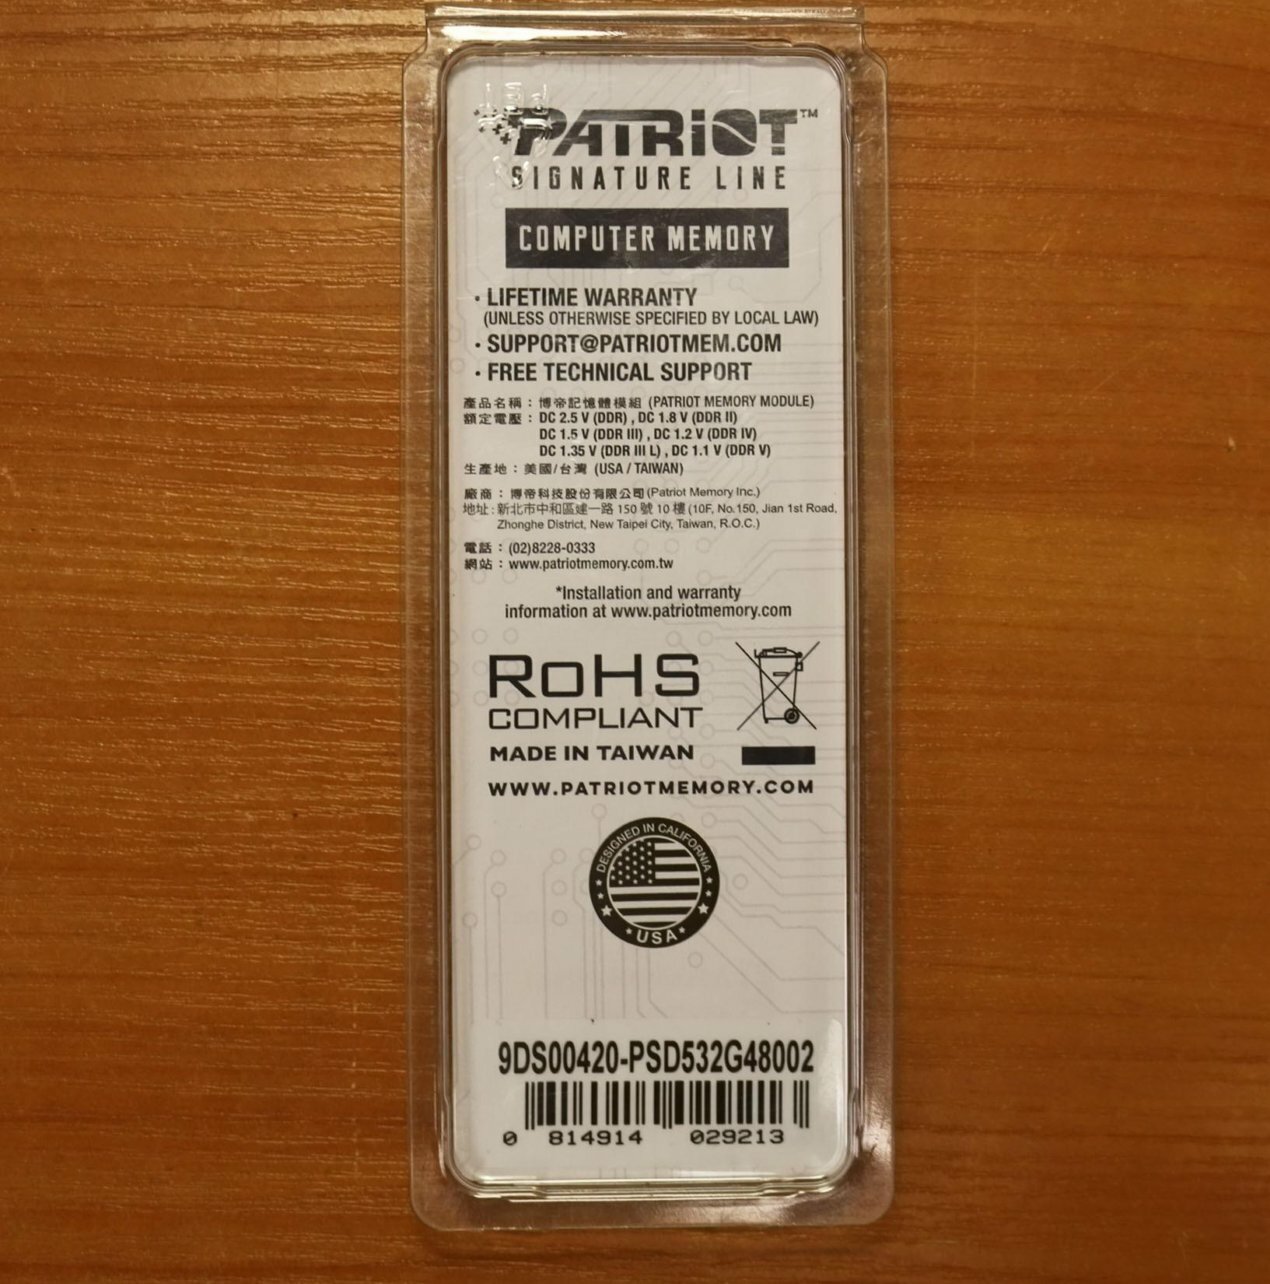 PATRIOT™
SIGNATURE LINE
COMPUTER MEMORY
· LIFETIME WARRANTY
(UNLESS OTHERWISE SPECIFIED BY LOCAL LAW)
· SUPPORT@PATRIOTMEM.COM
· FREE TECHNICAL SUPPORT
產品名稱：博帝記憶體模組 (PATRIOT MEMORY MODULE)
額定電壓：DC 2.5 V (DDR) , DC 1.8 V (DDR II)
DC 1.5 V (DDR III) , DC 1.2 V (DDR IV)
DC 1.35 V (DDR III L) , DC 1.1 V (DDR V)
生產地：美國/台灣 (USA / TAIWAN)
廠商：博帝科技股份有限公司(Patriot Memory Inc.)
地址:新北市中和區建一路 150 號 10 樓 (10F, No.150, Jian 1st Road,
Zhonghe District, New Taipei City, Taiwan, R.O.C.)
電話：(02)8228-0333
網站：www.patriotmemory.com.tw
*Installation and warranty
information at www.patriotmemory.com
RoHS
COMPLIANT
MADE IN TAIWAN
WWW.PATRIOTMEMORY.COM
DESIGNED IN CALIFORNIA
USA
9DS00420-PSD532G48002
0 814914 029213